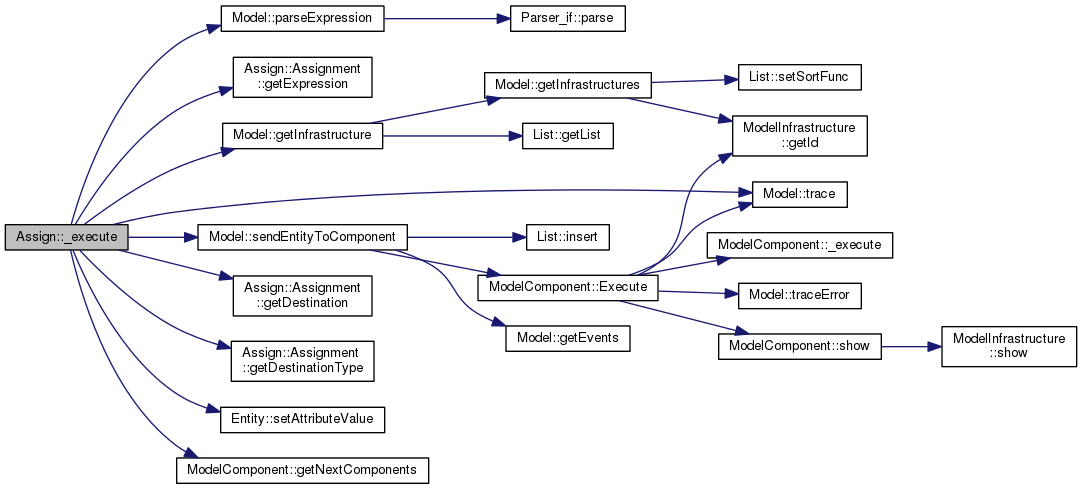 Model::parseExpression
Parser_if::parse
Assign::Assignment
::getExpression
Model::getInfrastructures
List::setSortFunc
Model::getInfrastructure
List::getList
ModelInfrastructure
::getId
Model::trace
Assign::_execute
Model::sendEntityToComponent
List::insert
ModelComponent::_execute
Assign::Assignment
::getDestination
ModelComponent::Execute
Model::traceError
Model::getEvents
ModelComponent::show
ModelInfrastructure
::show
Assign::Assignment
::getDestinationType
Entity::setAttributeValue
ModelComponent::getNextComponents